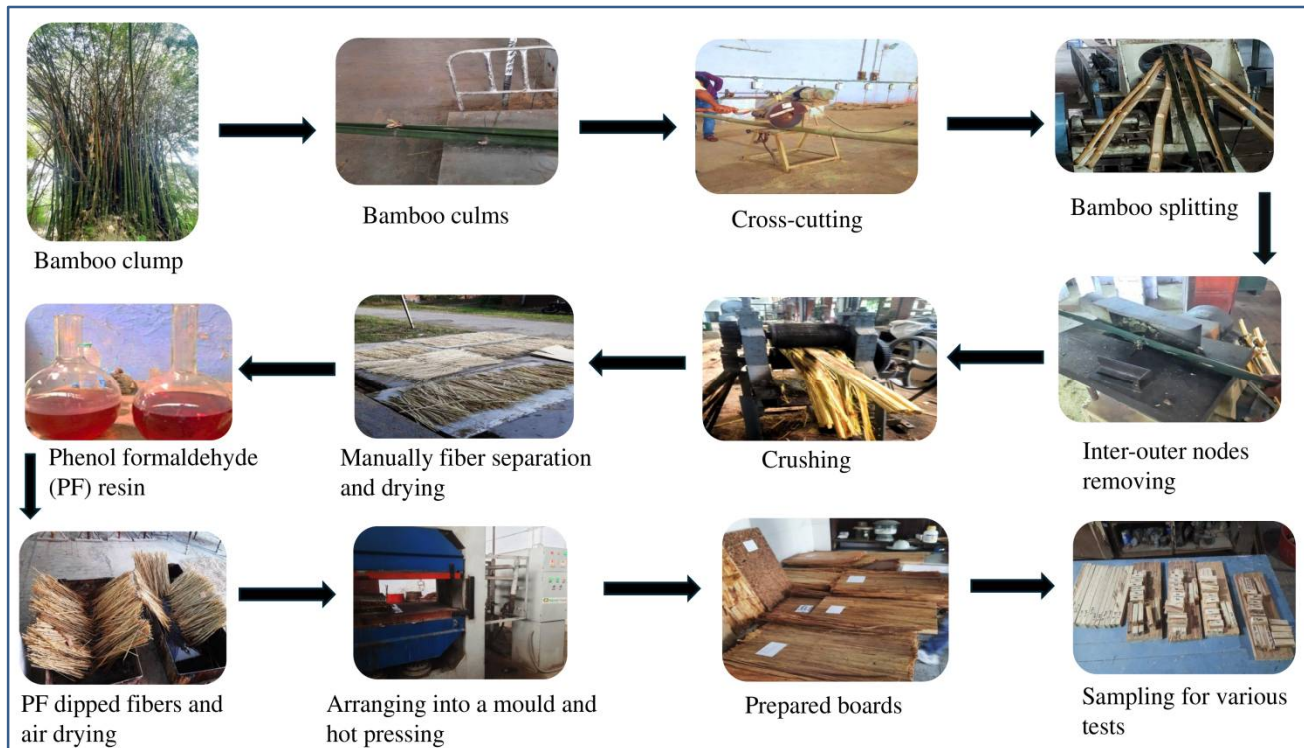 Bamboo clump
Bamboo culms
Cross-cutting
Bamboo splitting
Inter-outer nodes
removing
Crushing
Manually fiber separation
and drying
Phenol formaldehyde
(PF) resin
PF dipped fibers and
air drying
Arranging into a mould and
hot pressing
Prepared boards
Sampling for various
tests